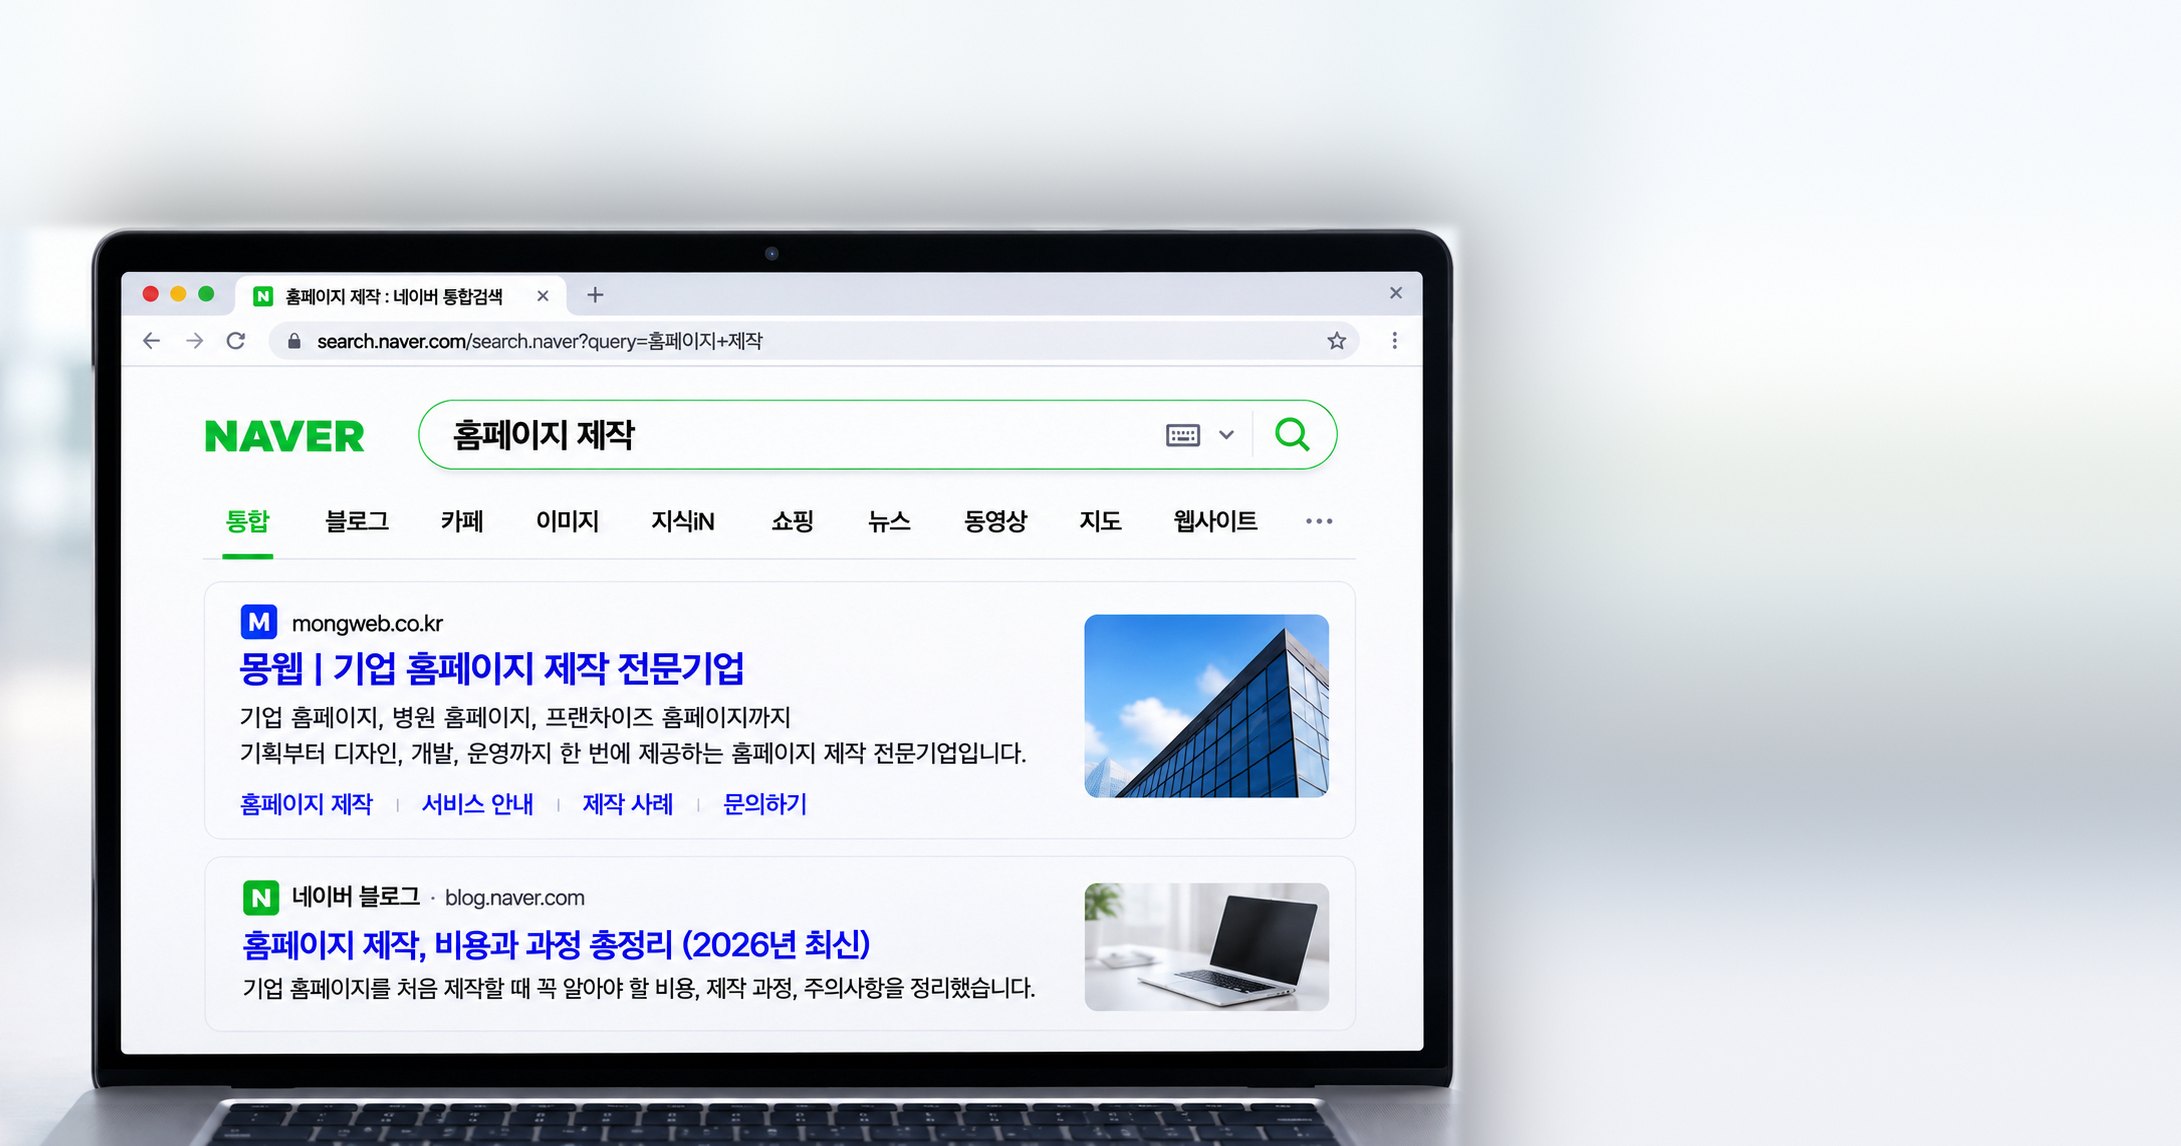 N 홈페이지 제작 : 네이버 통합검색
search.naver.com/search.naver?query=홈페이지+제작
NAVER
홈페이지 제작
통합 블로그 카페 이미지 지식iN 쇼핑 뉴스 동영상 지도 웹사이트
M mongweb.co.kr
몽웹 | 기업 홈페이지 제작 전문기업
기업 홈페이지, 병원 홈페이지, 프랜차이즈 홈페이지까지
기획부터 디자인, 개발, 운영까지 한 번에 제공하는 홈페이지 제작 전문기업입니다.
홈페이지 제작 | 서비스 안내 | 제작 사례 | 문의하기
N 네이버 블로그 · blog.naver.com
홈페이지 제작, 비용과 과정 총정리 (2026년 최신)
기업 홈페이지를 처음 제작할 때 꼭 알아야 할 비용, 제작 과정, 주의사항을 정리했습니다.